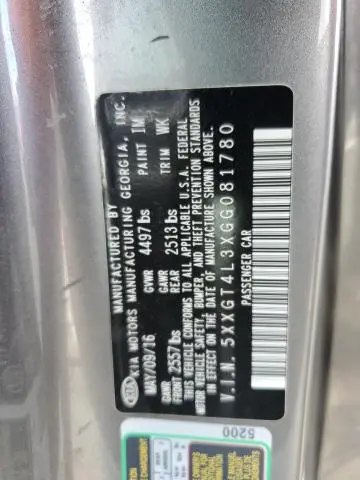 MANUFACTURED BY
KIA MOTORS MANUFACTURING GEORGIA, INC.
MAY/09/16 GVWR 4497 lbs PAINT IM
GAWR FRONT 2557 lbs GAWR REAR 2513 lbs TRIM WK
THIS VEHICLE CONFORMS TO ALL APPLICABLE U.S.A. FEDERAL
MOTOR VEHICLE SAFETY, BUMPER, AND THEFT PREVENTION STANDARDS
IN EFFECT ON THE DATE OF MANUFACTURE SHOWN ABOVE.
V.I.N. 5XXGT4L3XGG081780
PASSENGER CAR
5200